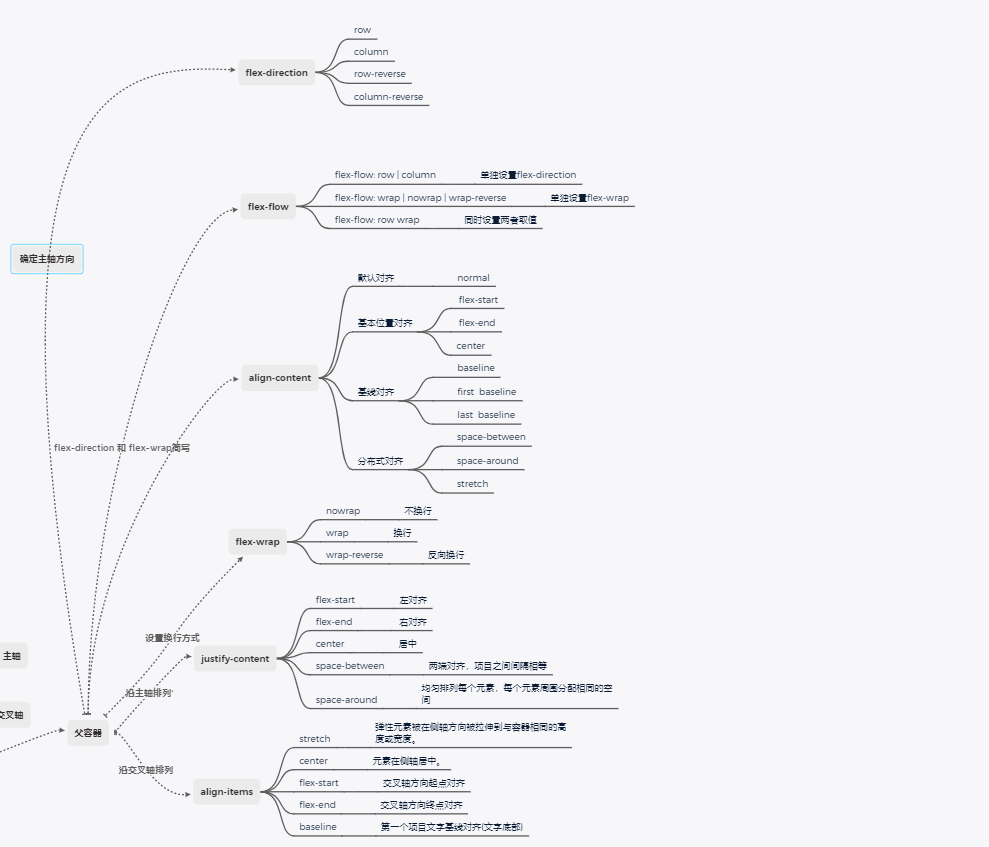 row
column
flex-direction
row-reverse
column-reverse
flex-flow: row | column 单独设置flex-direction
flex-flow
flex-flow: wrap | nowrap | wrap-reverse 单独设置flex-wrap
flex-flow: row wrap 同时设置两者取值
确定主轴方向
默认对齐 normal
flex-start
基本位置对齐 flex-end
center
align-content
baseline
基线对齐 first baseline
last baseline
space-between
分布式对齐 space-around
stretch
flex-direction 和 flex-wrap简写
nowrap 不换行
flex-wrap
wrap 换行
wrap-reverse 反向换行
flex-start 左对齐
flex-end 右对齐
设置换行方式
center 居中
主轴
justify-content
space-between 两端对齐，项目之间间隔相等
沿主轴排列'
space-around 均匀排列每个元素，每个元素周围分配相同的空
间
交叉轴
父容器
stretch 弹性元素被在侧轴方向被拉伸到与容器相同的高
度或宽度。
center 元素在侧轴居中。
沿交叉轴排列
flex-start 交叉轴方向起点对齐
align-items
flex-end 交叉轴方向终点对齐
baseline 第一个项目文字基线对齐(文字底部)